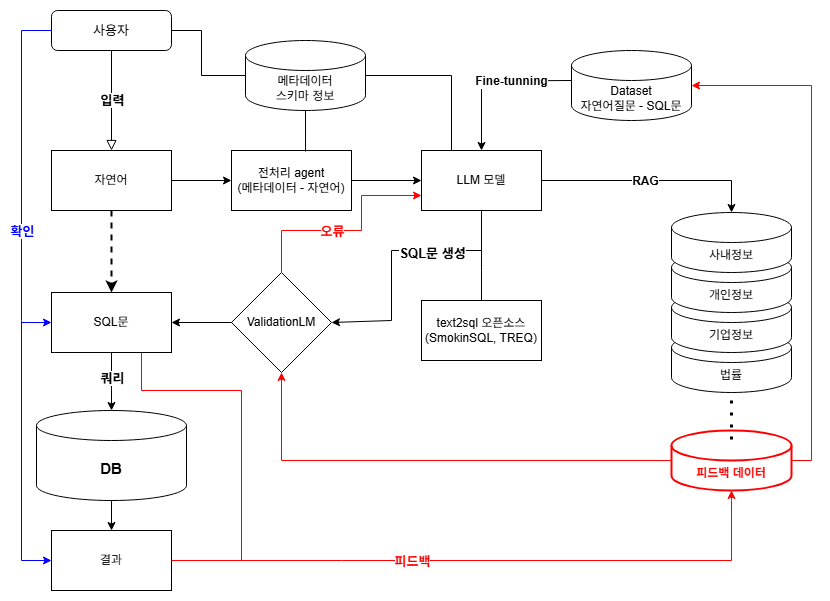 사용자
메타데이터
스키마 정보
Fine-tunning
Dataset
자연어질문 - SQL문
입력
자연어
전처리 agent
(메타데이터 - 자연어)
LLM 모델
RAG
확인
오류
SQL문 생성
사내정보
개인정보
기업정보
법률
SQL문
ValidationLM
text2sql 오픈소스
(SmokinSQL, TREQ)
쿼리
DB
피드백 데이터
결과
피드백